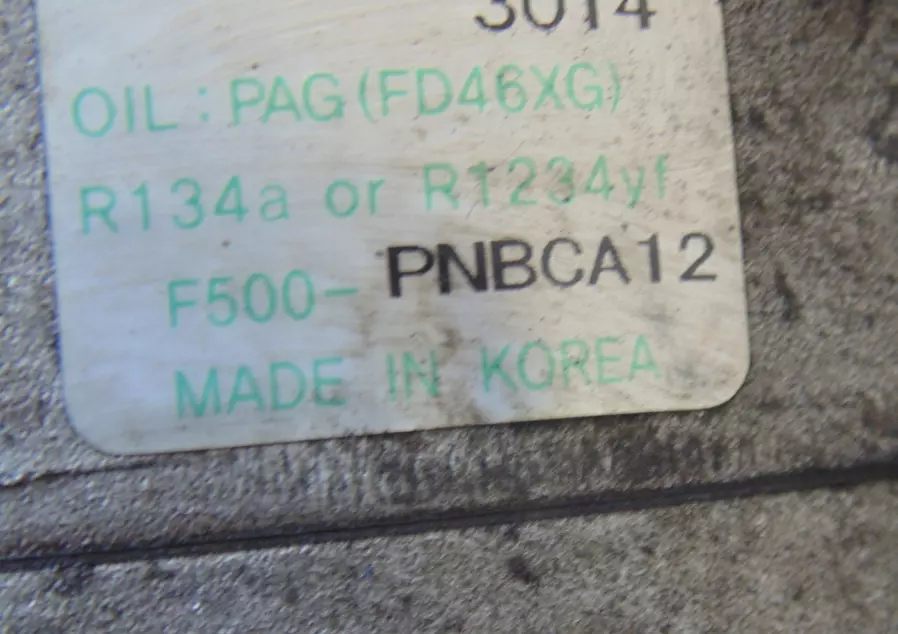 3014
OIL : PAG (FD46XG)
R134a or R1234yf
F500- PNBCA12
MADE IN KOREA